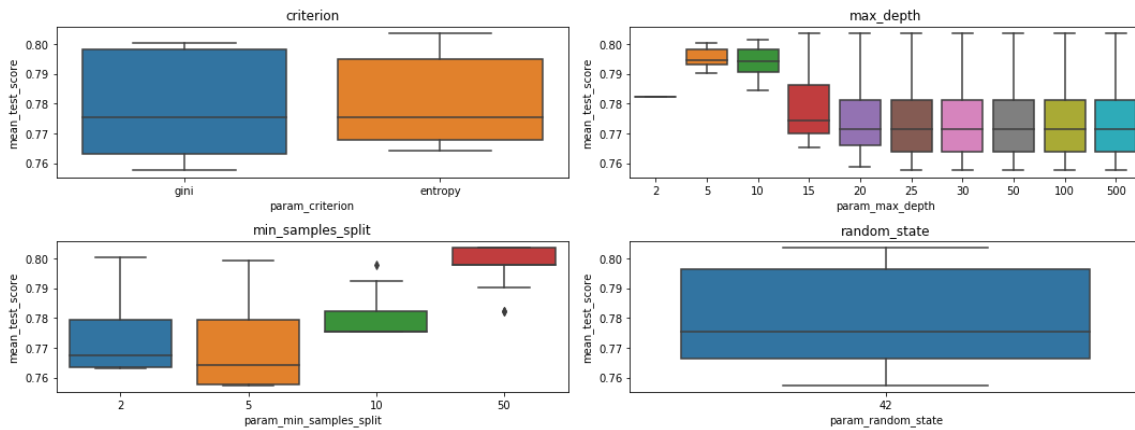 criterion
mean_test_score
0.80
0.79
0.78
0.77
0.76
gini entropy
param_criterion
max_depth
mean_test_score
0.80
0.79
0.78
0.77
0.76
2 5 10 15 20 25 30 50 100 500
param_max_depth
min_samples_split
mean_test_score
0.80
0.79
0.78
0.77
0.76
2 5 10 50
param_min_samples_split
random_state
mean_test_score
0.80
0.79
0.78
0.77
0.76
42
param_random_state